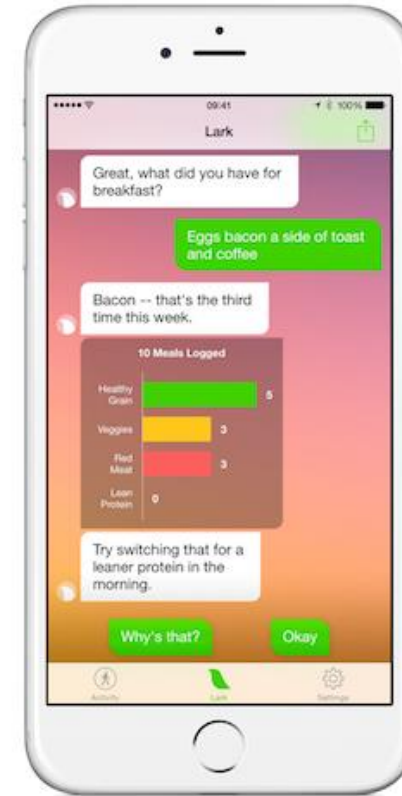 09:41
100%
Lark
Great, what did you have for
breakfast?
Eggs bacon a side of toast
and coffee
Bacon -- that's the third
time this week.
10 Meals Logged
Healthy
Grain
5
Veggies
3
Red
Meat
3
Lean
Protein
0
Try switching that for a
leaner protein in the
morning.
Why's that?
Okay
Activity
Lark
Settings